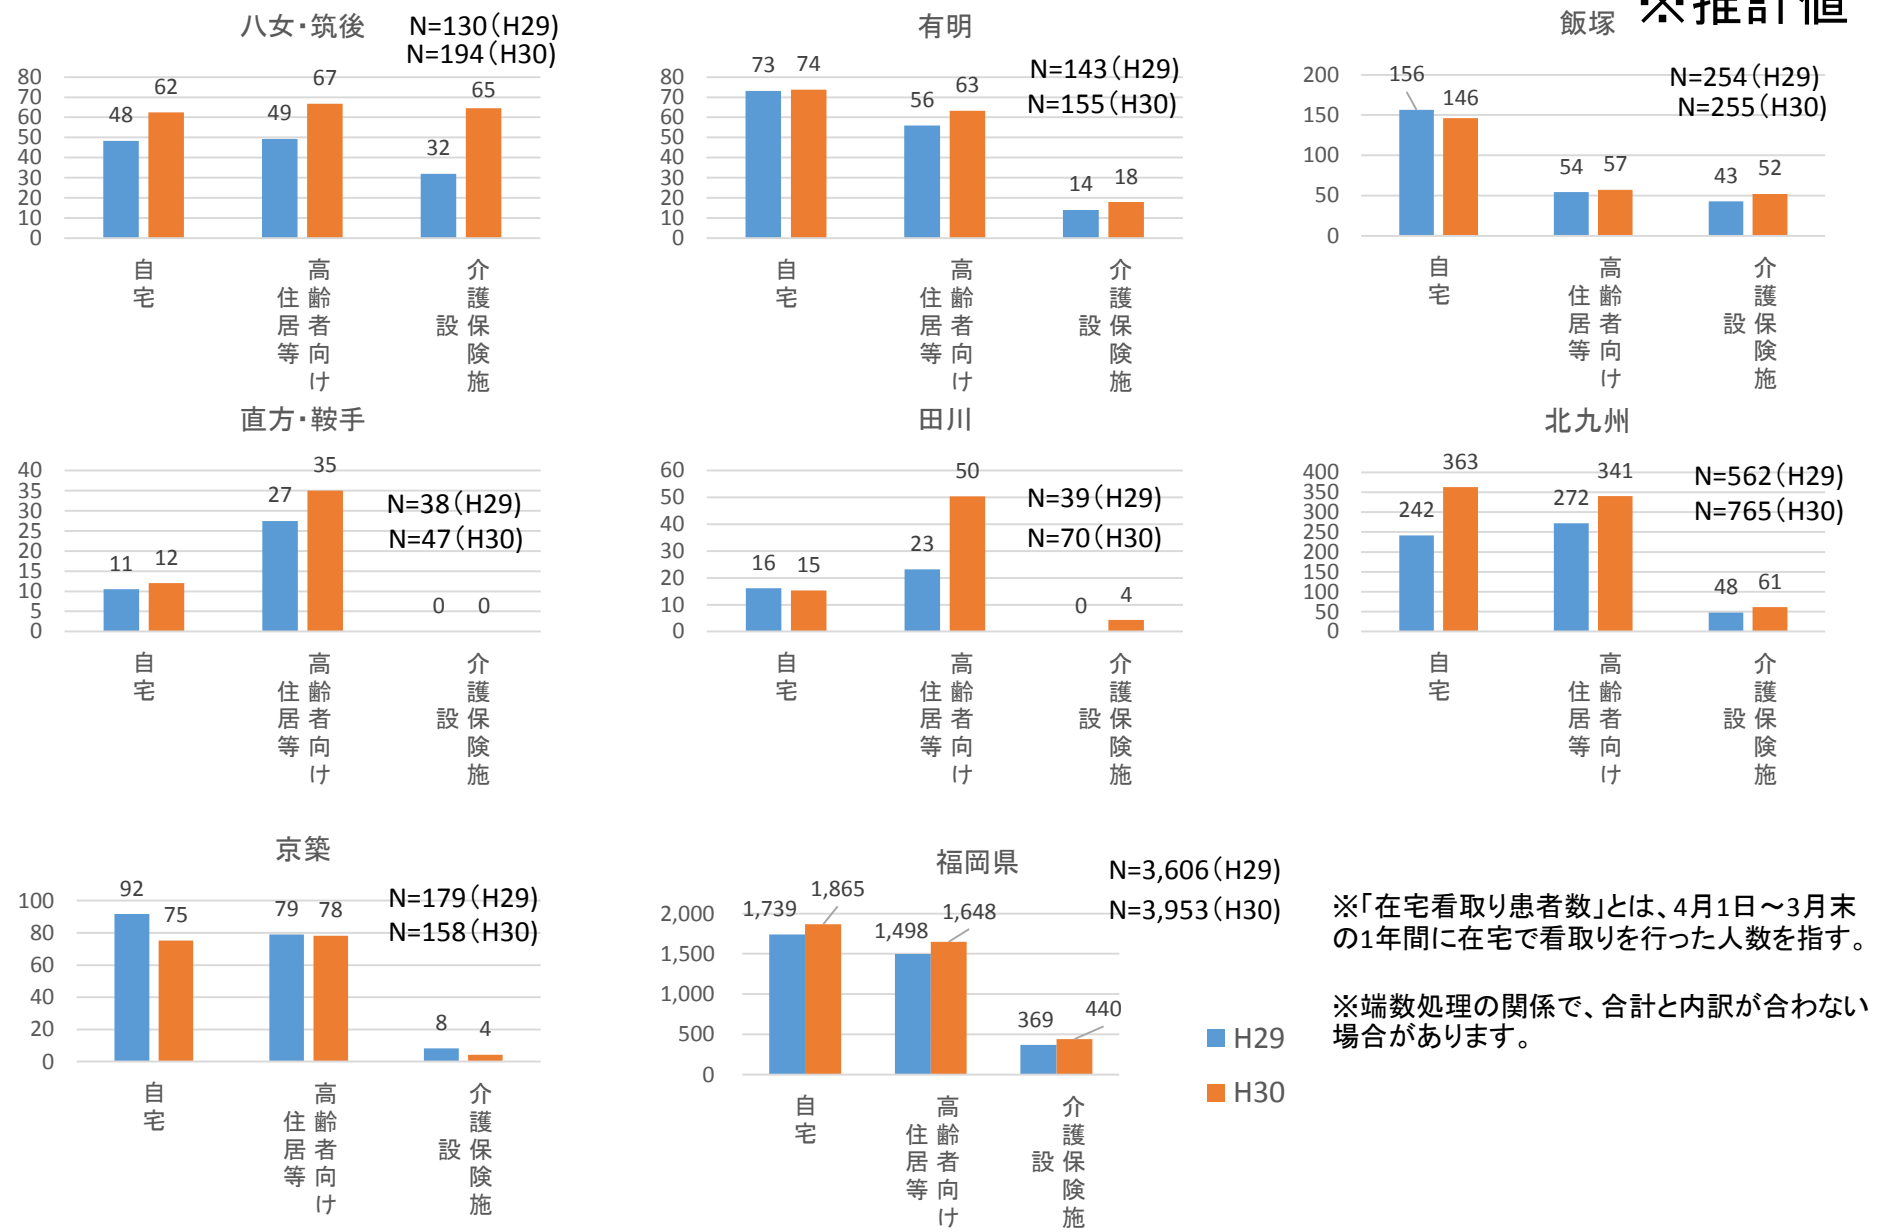 ※推計値
八女・筑後
N=130（H29）
N=194（H30）
80
70
60
50
40
30
20
10
0
48
62
49
67
32
65
自宅
高齢者向け
住居等
介護保険施
設
有明
N=143（H29）
N=155（H30）
80
70
60
50
40
30
20
10
0
73
74
56
63
14
18
自宅
高齢者向け
住居等
介護保険施
設
飯塚
N=254（H29）
N=255（H30）
200
150
100
50
0
156
146
54
57
43
52
自宅
高齢者向け
住居等
介護保険施
設
直方・鞍手
N=38（H29）
N=47（H30）
40
35
30
25
20
15
10
5
0
11
12
27
35
0
0
自宅
高齢者向け
住居等
介護保険施
設
田川
N=39（H29）
N=70（H30）
60
50
40
30
20
10
0
16
15
23
50
0
4
自宅
高齢者向け
住居等
介護保険施
設
北九州
N=562（H29）
N=765（H30）
400
350
300
250
200
150
100
50
0
242
363
272
341
48
61
自宅
高齢者向け
住居等
介護保険施
設
京築
N=179（H29）
N=158（H30）
100
80
60
40
20
0
92
75
79
78
8
4
自宅
高齢者向け
住居等
介護保険施
設
福岡県
N=3,606（H29）
N=3,953（H30）
2,000
1,500
1,000
500
0
1,739
1,865
1,498
1,648
369
440
自宅
高齢者向け
住居等
介護保険施
設
H29
H30
※「在宅看取り患者数」とは、4月1日～3月末
の1年間に在宅で看取りを行った人数を指す。
※端数処理の関係で、合計と内訳が合わない
場合があります。